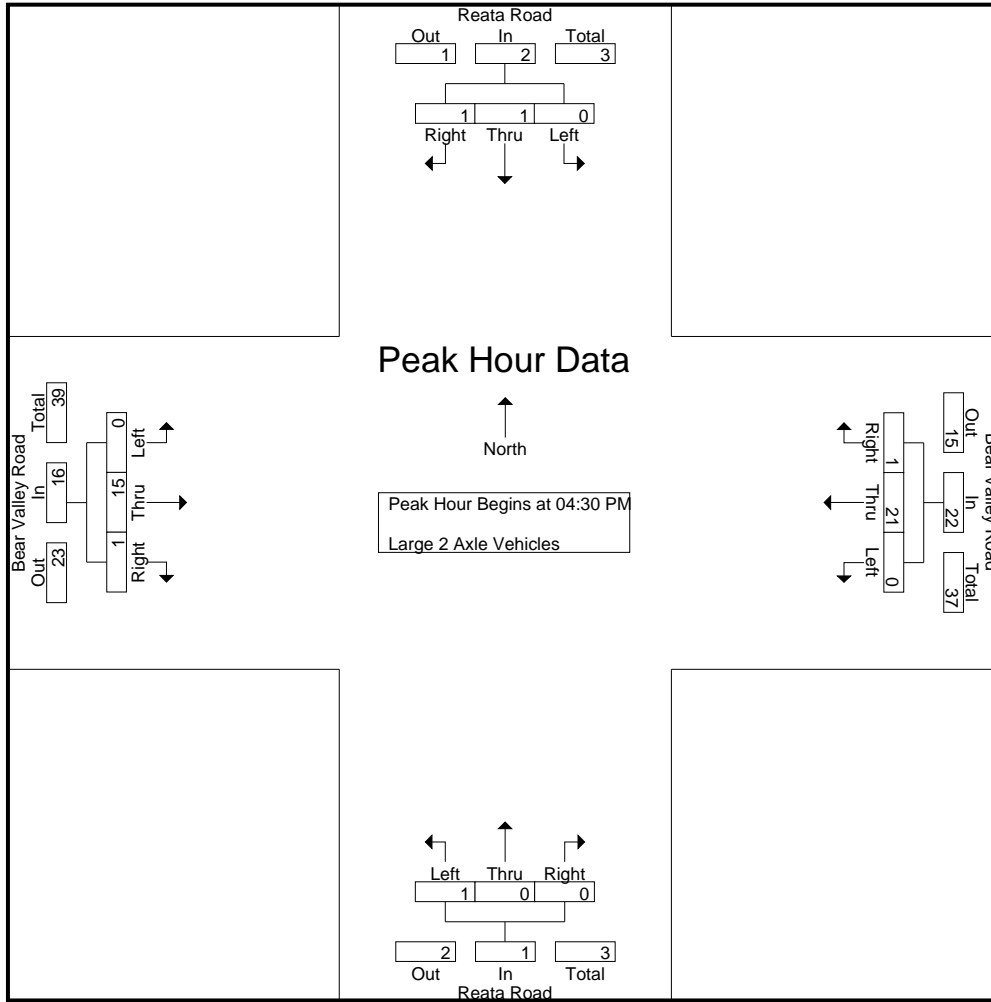 Reata Road
Out In Total
1 2 3
1 1 0
Right Thru Left
Peak Hour Data
North
Peak Hour Begins at 04:30 PM
Large 2 Axle Vehicles
Bear Valley Road
Out In Total
23 16 39
0 15 1
Left Thru Right
Bear Valley Road
Out In Total
15 22 37
1 21 0
Right Thru Left
Left Thru Right
1 0 0
2 1 3
Out In Total
Reata Road